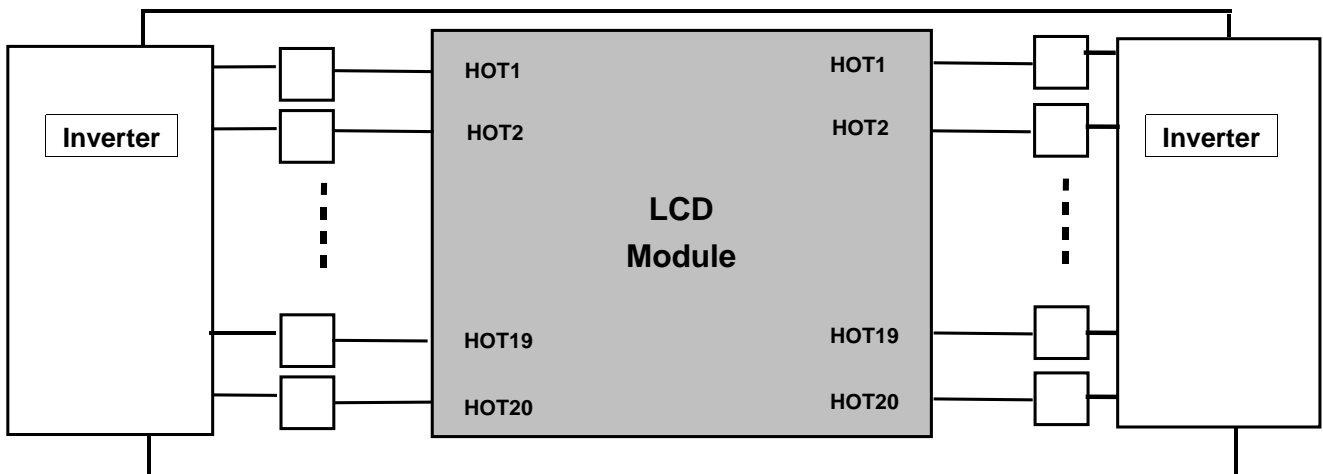 HOT1 HOT1
HOT2 HOT2
Inverter Inverter
LCD
Module
HOT19 HOT19
HOT20 HOT20